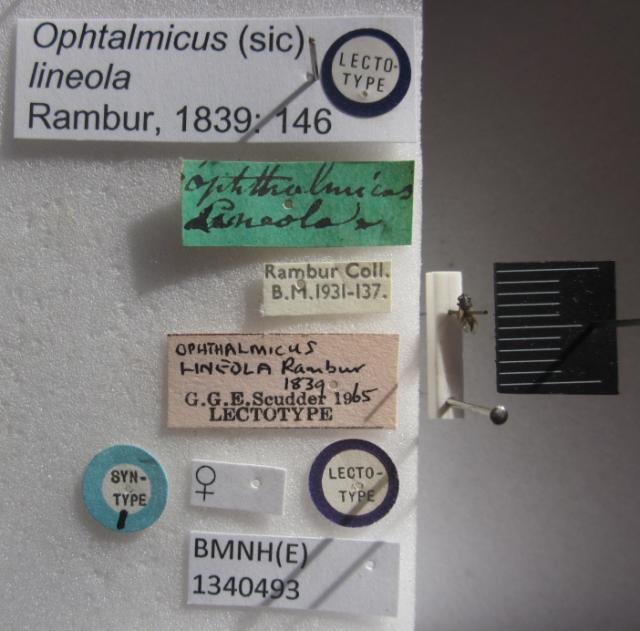 Ophtalmicus (sic)
lineola
Rambur, 1839: 146
LECTO-
TYPE
Ophthalmicus
Lineola
Rambur Coll.
B.M.1931-137.
OPHTHALMICUS
LINEOLA Rambur
1839
G.G.E.Scudder 1965
LECTOTYPE
SYN-
TYPE
♀
LECTO-
TYPE
BMNH(E)
1340493